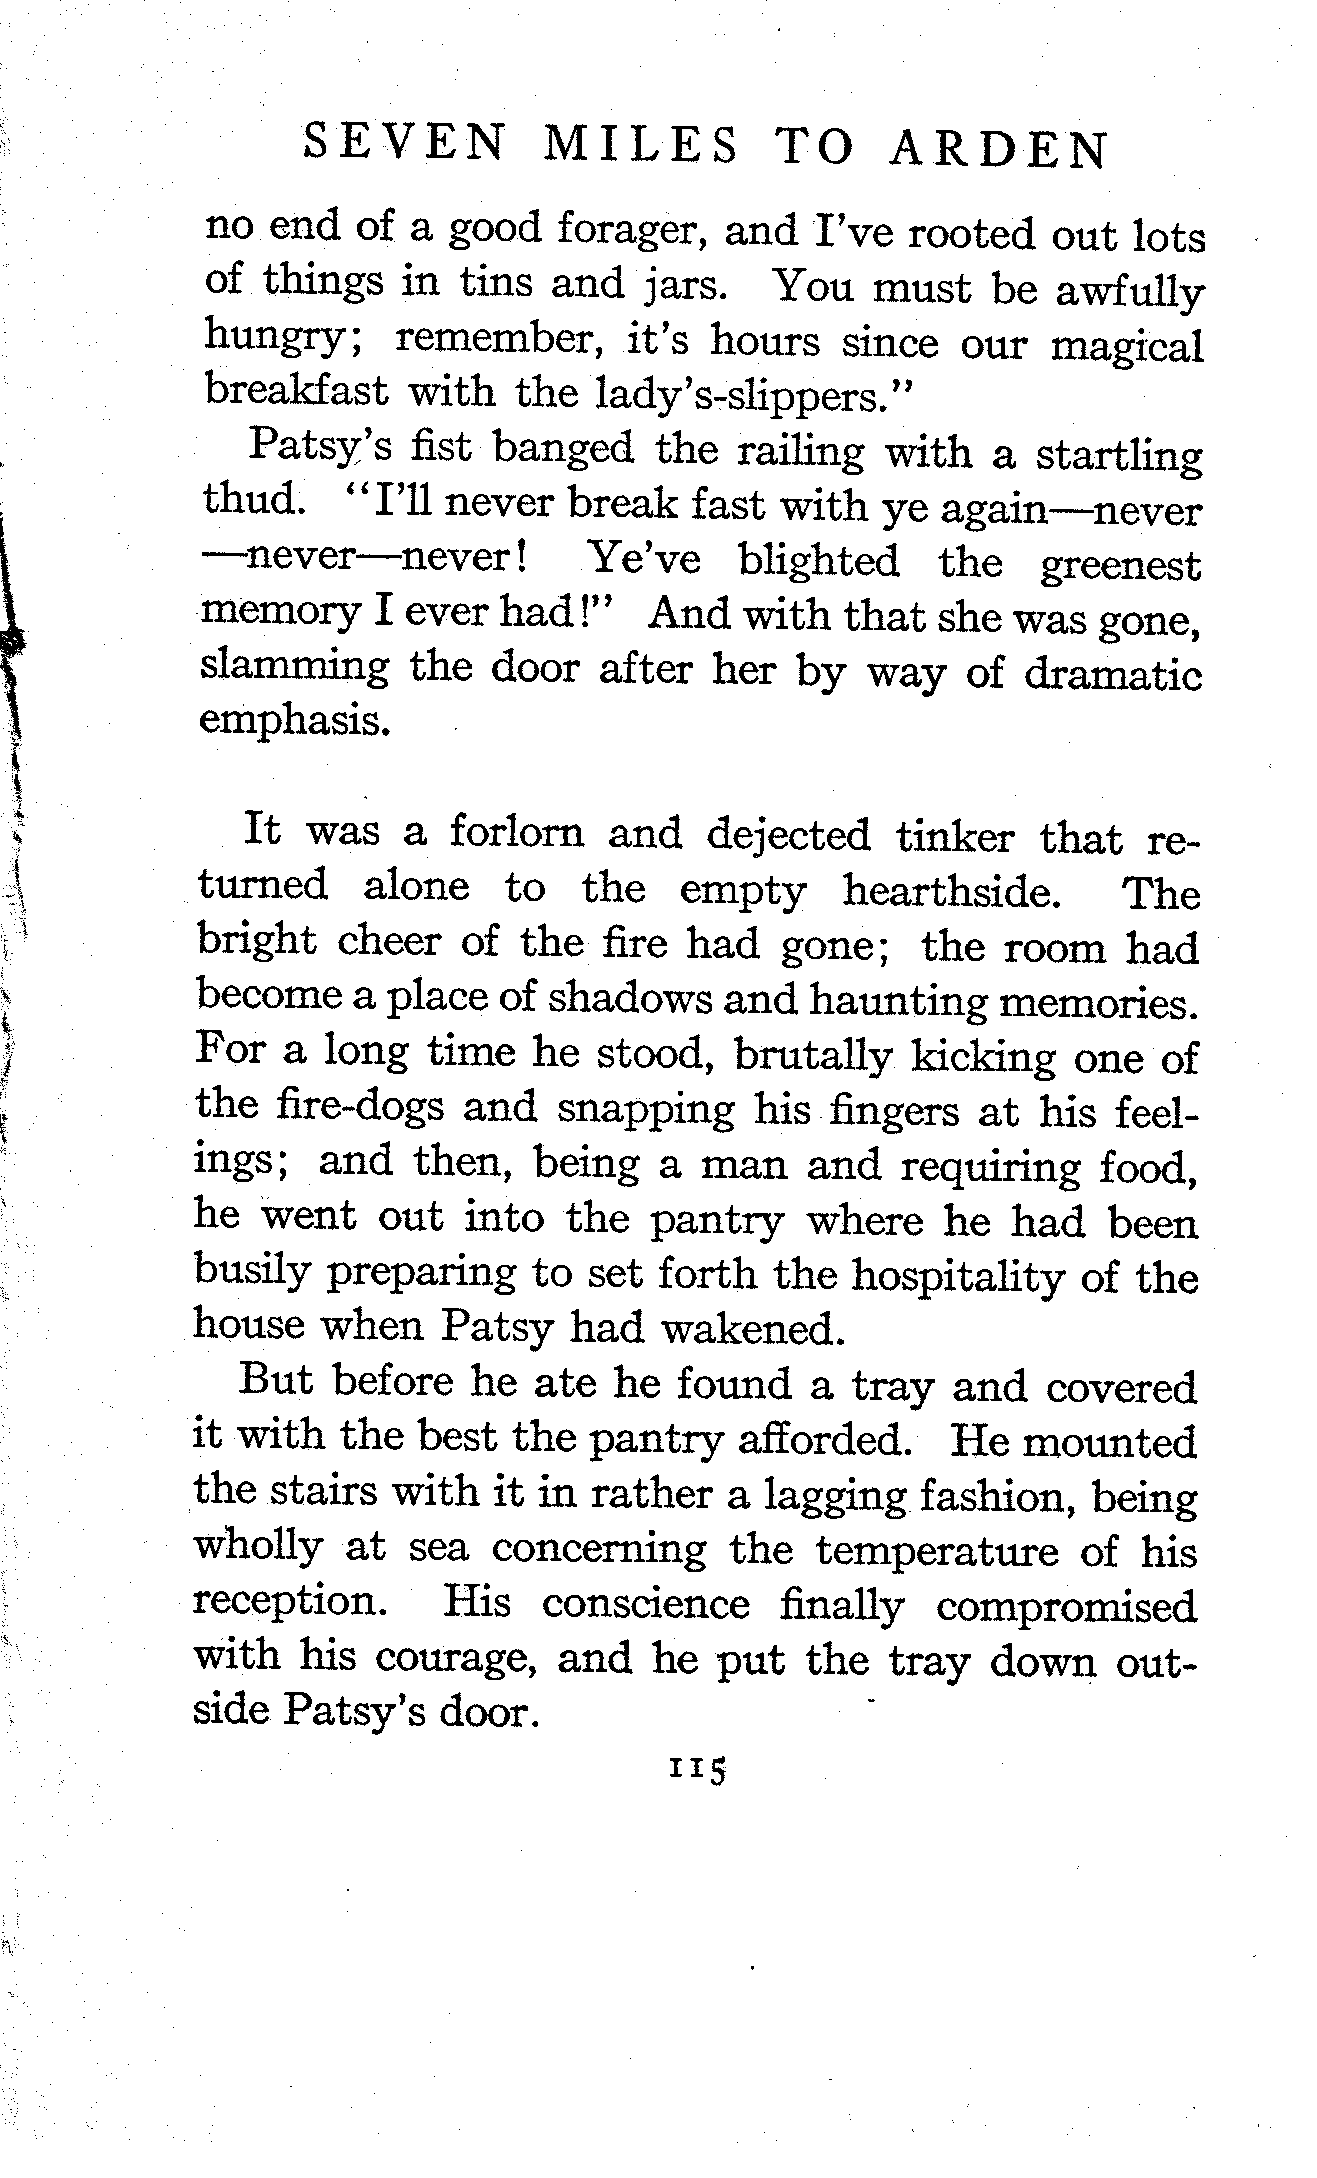 SEVEN MILES TO ARDEN
no end of a good forager, and I've rooted out lots
of things in tins and jars. You must be awfully
hungry; remember, it's hours since our magical
breakfast with the lady's-slippers."
Patsy's fist banged the railing with a startling
thud. "I'll never break fast with ye again—never
—never—never! Ye've blighted the greenest
memory I ever had!" And with that she was gone,
slamming the door after her by way of dramatic
emphasis.
It was a forlorn and dejected tinker that re-
turned alone to the empty hearthside. The
bright cheer of the fire had gone; the room had
become a place of shadows and haunting memories.
For a long time he stood, brutally kicking one of
the fire-dogs and snapping his fingers at his feel-
ings; and then, being a man and requiring food,
he went out into the pantry where he had been
busily preparing to set forth the hospitality of the
house when Patsy had wakened.
But before he ate he found a tray and covered
it with the best the pantry afforded. He mounted
the stairs with it in rather a lagging fashion, being
wholly at sea concerning the temperature of his
reception. His conscience finally compromised
with his courage, and he put the tray down out-
side Patsy's door.
115